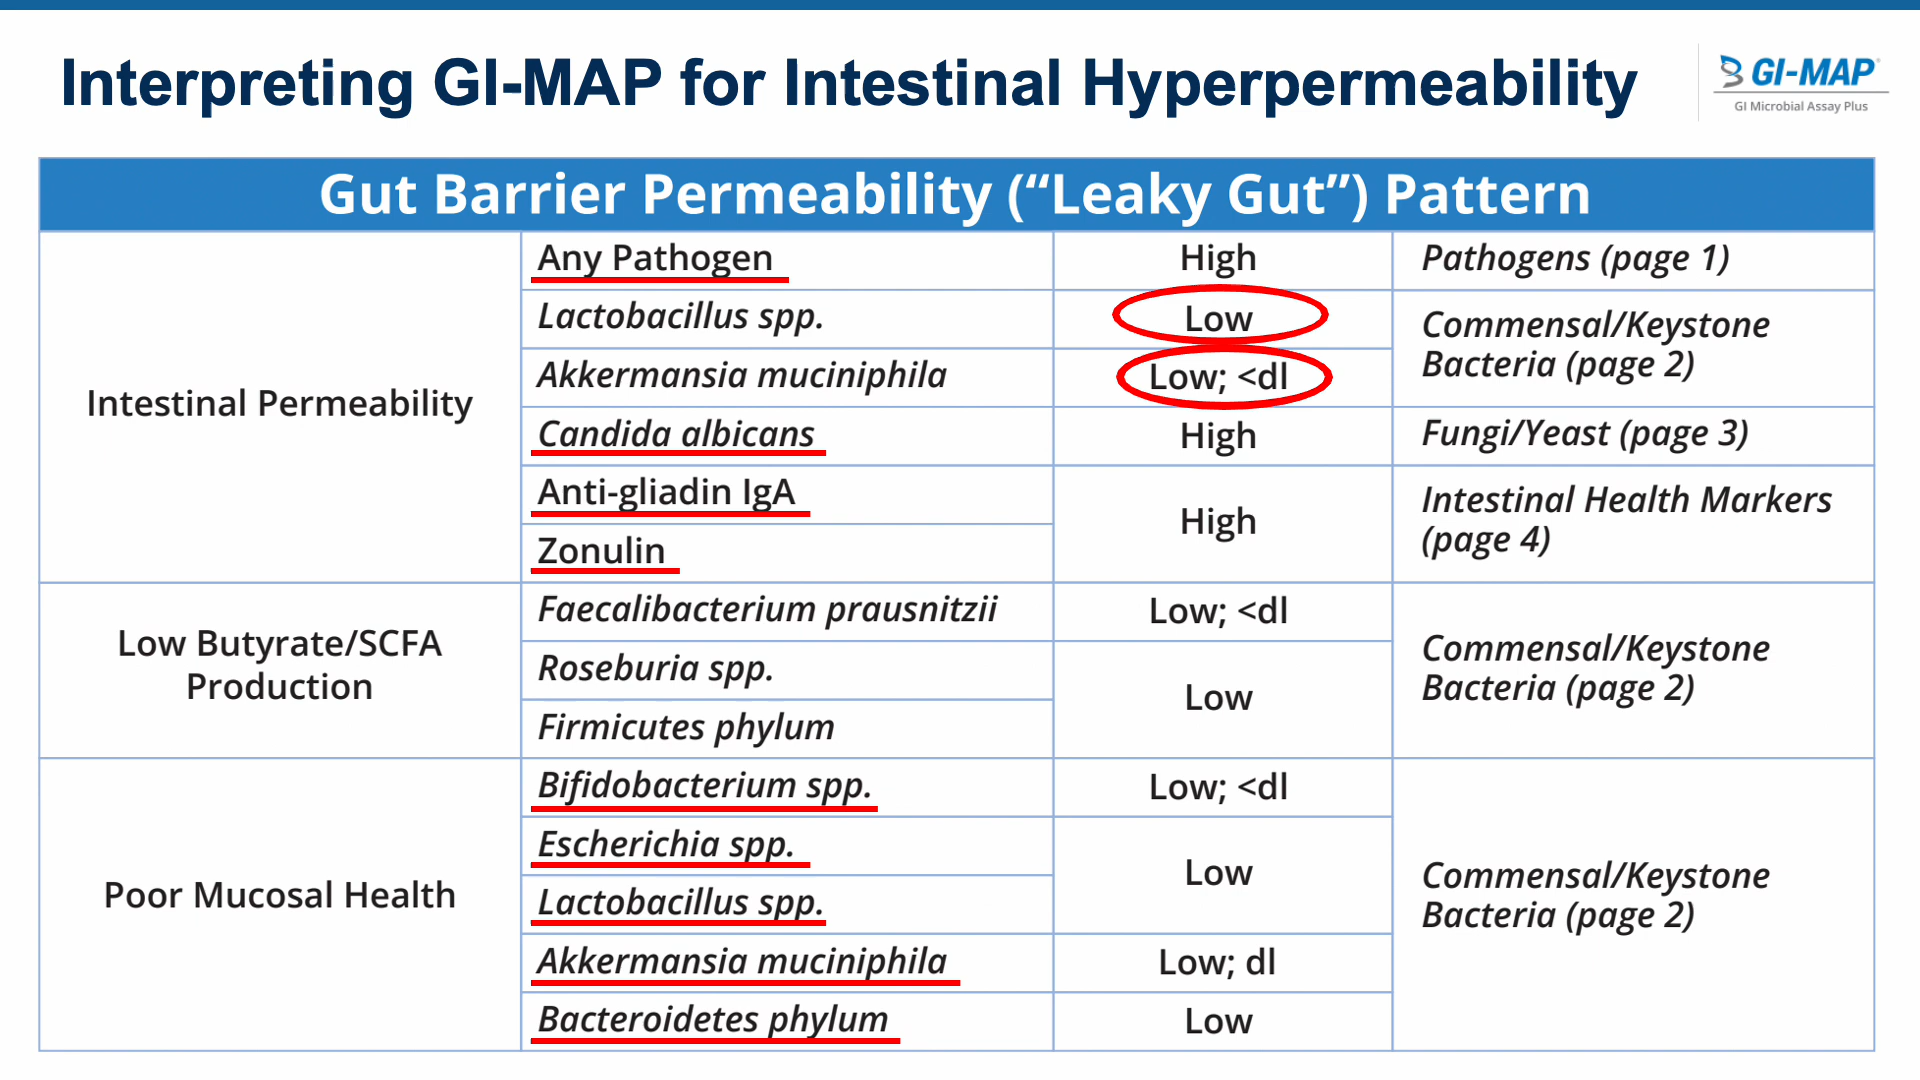 Interpreting GI-MAP for Intestinal Hyperpermeability
GI-MAP®
GI Microbial Assay Plus
Gut Barrier Permeability (“Leaky Gut”) Pattern
Intestinal Permeability
Any Pathogen
High
Pathogens (page 1)
Lactobacillus spp.
Low
Commensal/Keystone
Bacteria (page 2)
Akkermansia muciniphila
Low; <dl
Candida albicans
High
Fungi/Yeast (page 3)
Anti-gliadin IgA
High
Intestinal Health Markers
(page 4)
Zonulin
Low Butyrate/SCFA
Production
Faecalibacterium prausnitzii
Low; <dl
Commensal/Keystone
Bacteria (page 2)
Roseburia spp.
Low
Firmicutes phylum
Poor Mucosal Health
Bifidobacterium spp.
Low; <dl
Commensal/Keystone
Bacteria (page 2)
Escherichia spp.
Low
Lactobacillus spp.
Akkermansia muciniphila
Low; dl
Bacteroidetes phylum
Low